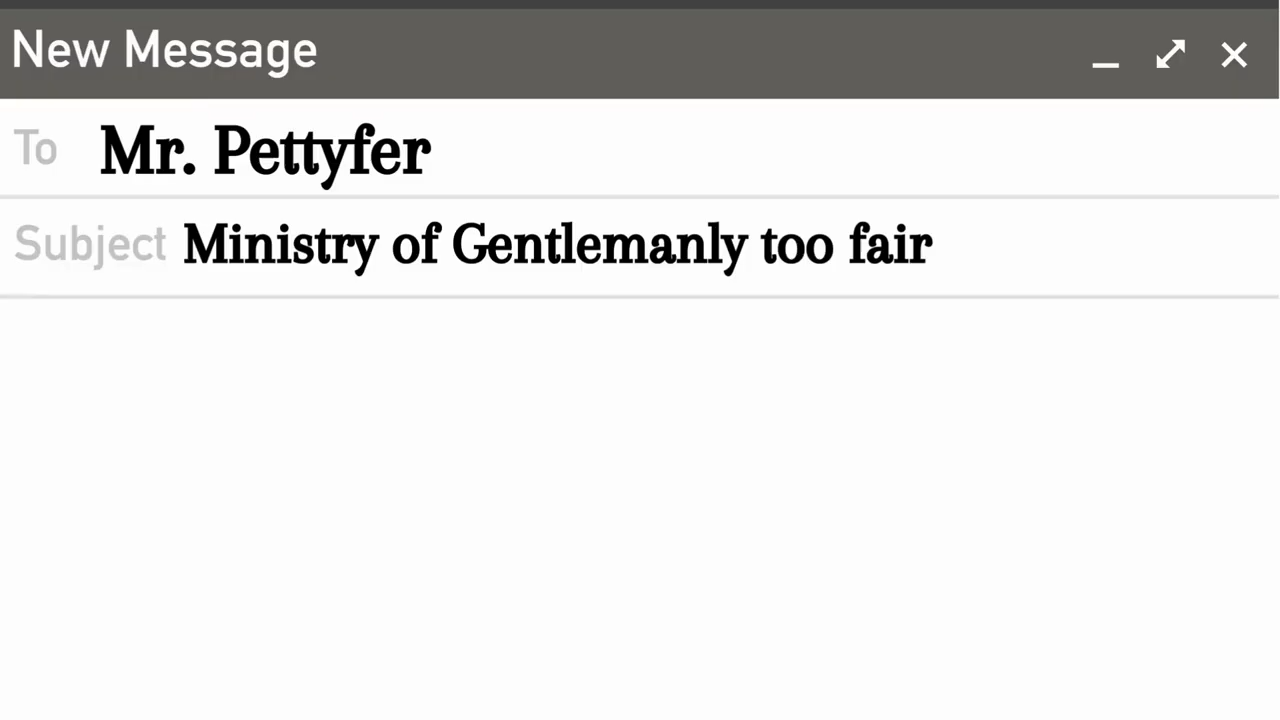 New Message
To Mr. Pettyfer
Subject Ministry of Gentlemanly too fair